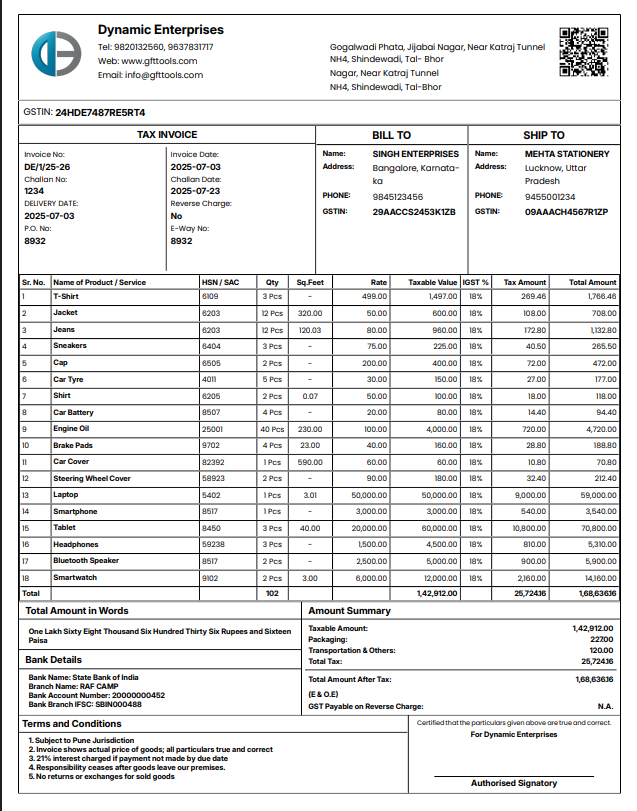 Dynamic Enterprises
Tel: 9820132560, 9637831717
Web: www.gfttools.com
Email: info@gfttools.com
Gogalwadi Phata, Jijabai Nagar, Near Katraj Tunnel
NH4, Shindewadi, Tal- Bhor
Nagar, Near Katraj Tunnel
NH4, Shindewadi, Tal-Bhor
GSTIN: 24HDE7487RE5RT4
TAX INVOICE
Invoice No:
DE/1/25-26
Challan No:
1234
DELIVERY DATE:
2025-07-03
P.O. No:
8932
Invoice Date:
2025-07-03
Challan Date:
2025-07-23
Reverse Charge:
No
E-Way No:
8932
BILL TO
Name: SINGH ENTERPRISES
Address: Bangalore, Karnata-
ka
PHONE: 9845123456
GSTIN: 29AACCS2453K1ZB
SHIP TO
Name: MEHTA STATIONERY
Address: Lucknow, Uttar
Pradesh
PHONE: 9455001234
GSTIN: 09AAACH4567R1ZP
Sr. No. Name of Product / Service HSN / SAC Qty Sq.Feet Rate Taxable Value IGST % Tax Amount Total Amount
1 T-Shirt 6109 3 Pcs - 499.00 1,497.00 18% 269.46 1,766.46
2 Jacket 6203 12 Pcs 320.00 50.00 600.00 18% 108.00 708.00
3 Jeans 6203 12 Pcs 120.03 80.00 960.00 18% 172.80 1,132.80
4 Sneakers 6404 3 Pcs - 75.00 225.00 18% 40.50 265.50
5 Cap 6505 2 Pcs - 200.00 400.00 18% 72.00 472.00
6 Car Tyre 4011 5 Pcs - 30.00 150.00 18% 27.00 177.00
7 Shirt 6205 2 Pcs 0.07 50.00 100.00 18% 18.00 118.00
8 Car Battery 8507 4 Pcs - 20.00 80.00 18% 14.40 94.40
9 Engine Oil 25001 40 Pcs 230.00 100.00 4,000.00 18% 720.00 4,720.00
10 Brake Pads 9702 4 Pcs 23.00 40.00 160.00 18% 28.80 188.80
11 Car Cover 82392 1 Pcs 590.00 60.00 60.00 18% 10.80 70.80
12 Steering Wheel Cover 58923 2 Pcs - 90.00 180.00 18% 32.40 212.40
13 Laptop 5402 1 Pcs 3.01 50,000.00 50,000.00 18% 9,000.00 59,000.00
14 Smartphone 8517 1 Pcs - 3,000.00 3,000.00 18% 540.00 3,540.00
15 Tablet 8450 3 Pcs 40.00 20,000.00 60,000.00 18% 10,800.00 70,800.00
16 Headphones 59238 3 Pcs - 1,500.00 4,500.00 18% 810.00 5,310.00
17 Bluetooth Speaker 8517 2 Pcs - 2,500.00 5,000.00 18% 900.00 5,900.00
18 Smartwatch 9102 2 Pcs 3.00 6,000.00 12,000.00 18% 2,160.00 14,160.00
Total 102 1,42,912.00 25,724.16 1,68,636.16
Total Amount in Words
One Lakh Sixty Eight Thousand Six Hundred Thirty Six Rupees and Sixteen
Paisa
Bank Details
Bank Name: State Bank of India
Branch Name: RAF CAMP
Bank Account Number: 20000000452
Bank Branch IFSC: SBIN000488
Amount Summary
Taxable Amount: 1,42,912.00
Packaging: 227.00
Transportation & Others: 120.00
Total Tax: 25,724.16
Total Amount After Tax: 1,68,636.16
(E & O.E)
GST Payable on Reverse Charge: N.A.
Terms and Conditions
1. Subject to Pune Jurisdiction
2. Invoice shows actual price of goods; all particulars true and correct
3. 21% interest charged if payment not made by due date
4. Responsibility ceases after goods leave our premises.
5. No returns or exchanges for sold goods
Certified that the particulars given above are true and correct.
For Dynamic Enterprises
Authorised Signatory